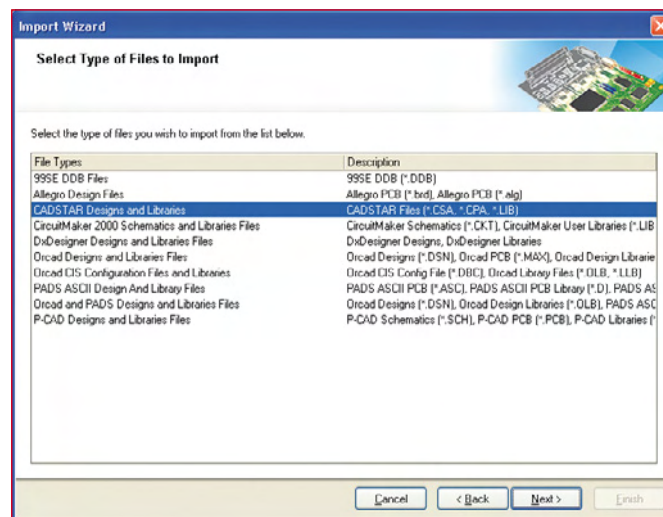 Import Wizard
Select Type of Files to Import
Select the type of files you wish to import from the list below.
File Types Description
99SE DDB Files 99SE DDB (*.DDB)
Allegro Design Files Allegro PCB (*.brd), Allegro PCB (*.alg)
CADSTAR Designs and Libraries CADSTAR Files (*.CSA, *.CPA, *.LIB)
CircuitMaker 2000 Schematics and Libraries Files CircuitMaker Schematics (*.CKT), CircuitMaker User Libraries (*.LIB
DxDesigner Designs and Libraries Files DxDesigner Designs, DxDesigner Libraries
Orcad Designs and Libraries Files Orcad Designs (*.DSN), Orcad PCB (*.MAX), Orcad Design Librarie
Orcad CIS Configuration Files and Libraries Orcad CIS Config File (*.DBC), Orcad Library Files (*.OLB, *.LLB)
PADS ASCII Design And Library Files PADS ASCII PCB (*.ASC), PADS ASCII PCB Library (*.D), PADS AS
Orcad and PADS Designs and Libraries Files Orcad Designs (*.DSN), Orcad Design Libraries (*.OLB), PADS ASC
P-CAD Designs and Libraries Files P-CAD Schematics (*.SCH), P-CAD PCB (*.PCB), P-CAD Libraries (*
Cancel < Back Next > Finish